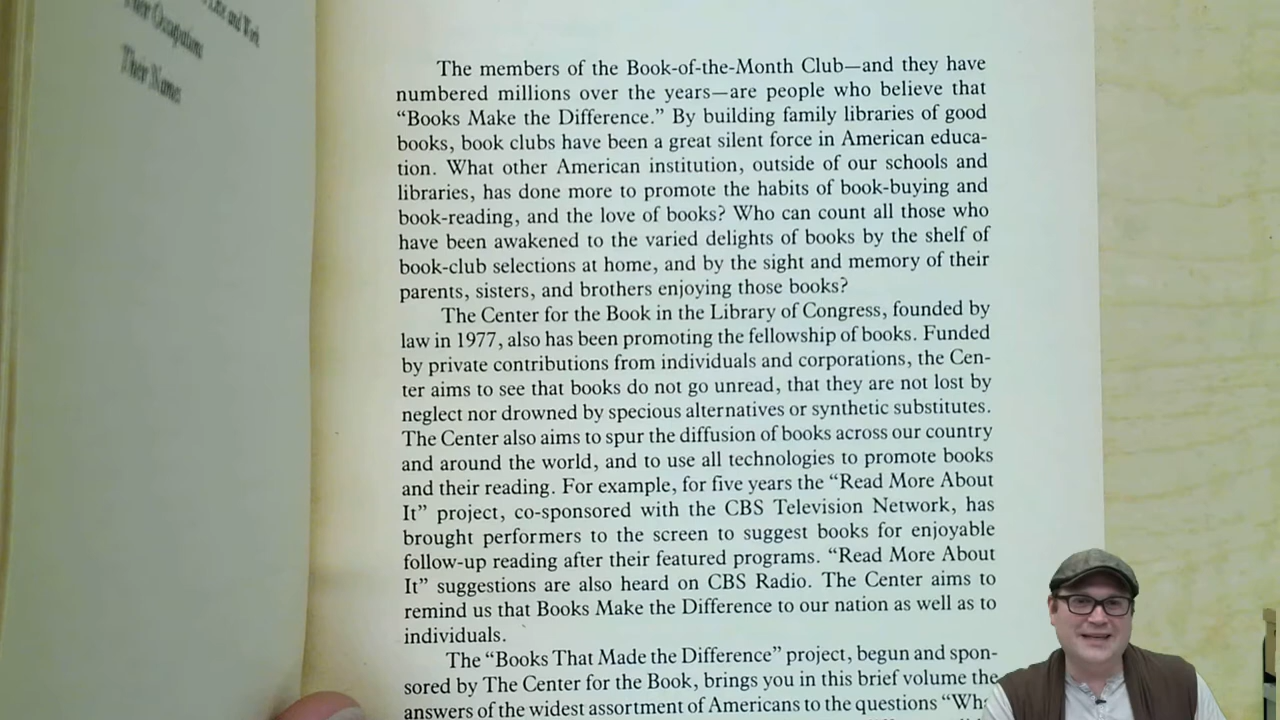 Life and Work
Their Occupations
Their Names
The members of the Book-of-the-Month Club—and they have
numbered millions over the years—are people who believe that
“Books Make the Difference.” By building family libraries of good
books, book clubs have been a great silent force in American educa-
tion. What other American institution, outside of our schools and
libraries, has done more to promote the habits of book-buying and
book-reading, and the love of books? Who can count all those who
have been awakened to the varied delights of books by the shelf of
book-club selections at home, and by the sight and memory of their
parents, sisters, and brothers enjoying those books?
The Center for the Book in the Library of Congress, founded by
law in 1977, also has been promoting the fellowship of books. Funded
by private contributions from individuals and corporations, the Cen-
ter aims to see that books do not go unread, that they are not lost by
neglect nor drowned by specious alternatives or synthetic substitutes.
The Center also aims to spur the diffusion of books across our country
and around the world, and to use all technologies to promote books
and their reading. For example, for five years the “Read More About
It” project, co-sponsored with the CBS Television Network, has
brought performers to the screen to suggest books for enjoyable
follow-up reading after their featured programs. “Read More About
It” suggestions are also heard on CBS Radio. The Center aims to
remind us that Books Make the Difference to our nation as well as to
individuals.
The “Books That Made the Difference” project, begun and spon-
sored by The Center for the Book, brings you in this brief volume the
answers of the widest assortment of Americans to the questions “Wh